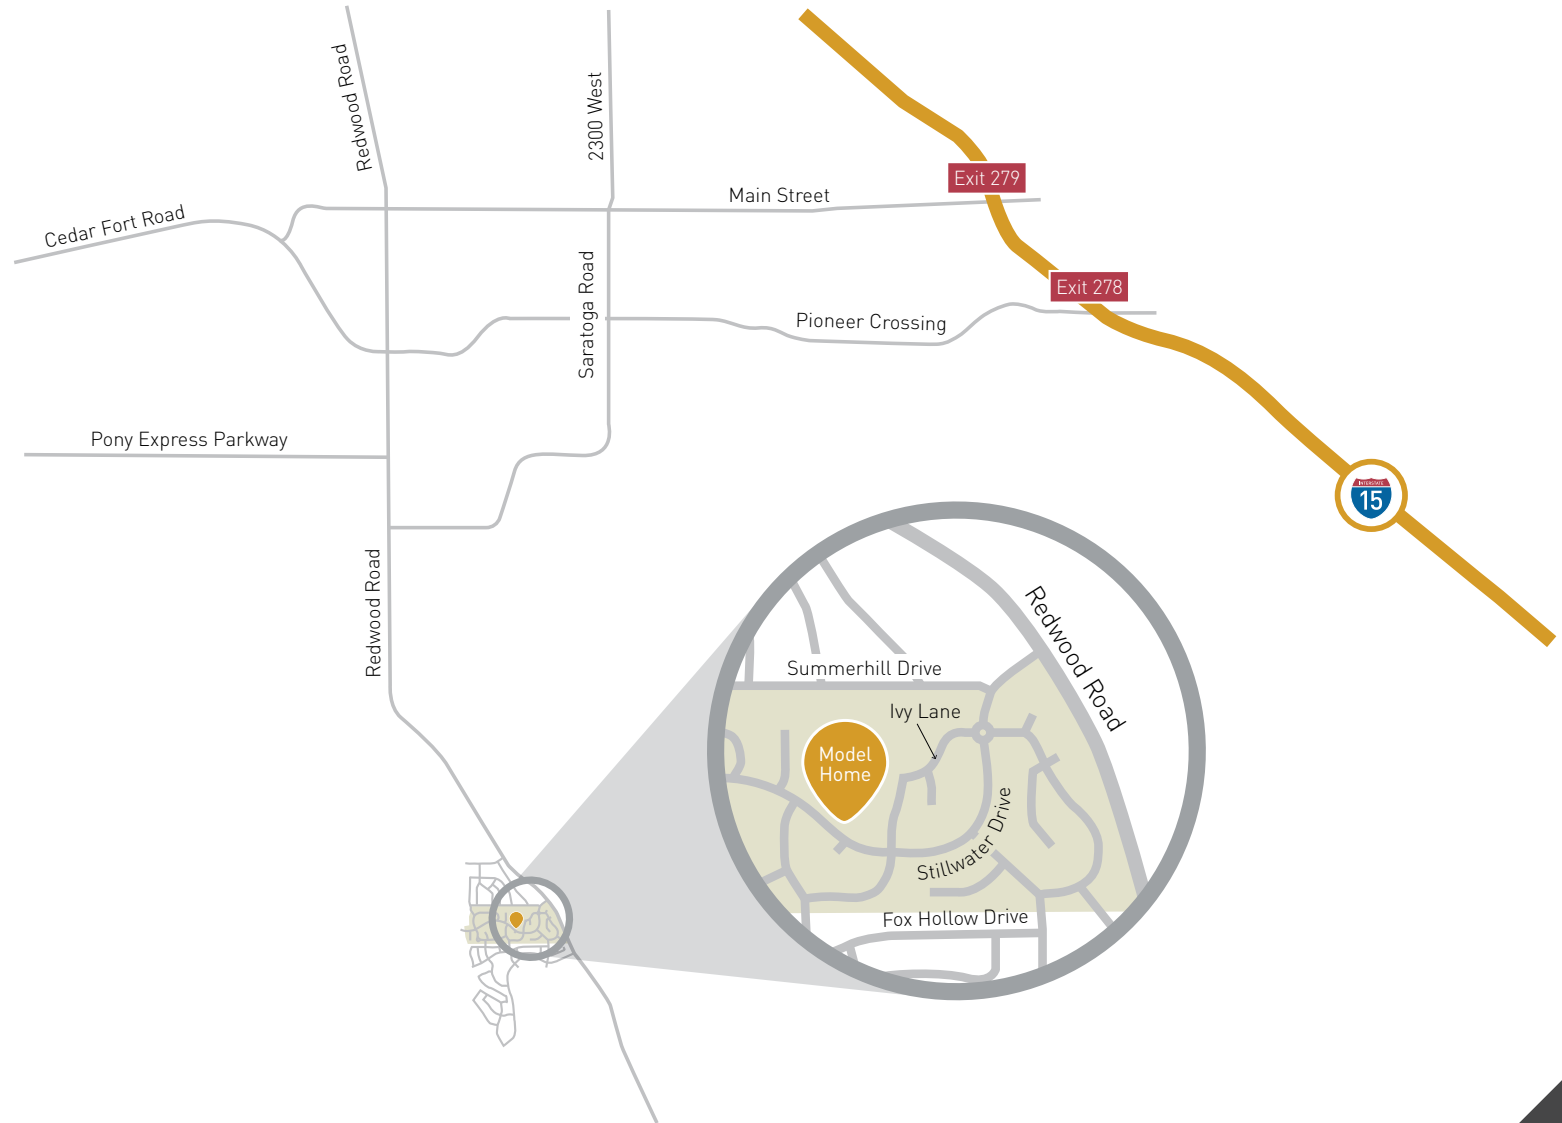 Redwood Road
2300 West
Exit 279
Main Street
Cedar Fort Road
Saratoga Road
Exit 278
Pioneer Crossing
Pony Express Parkway
INTERSTATE
15
Redwood Road
Redwood Road
Summerhill Drive
Ivy Lane
Model
Home
Stillwater Drive
Fox Hollow Drive